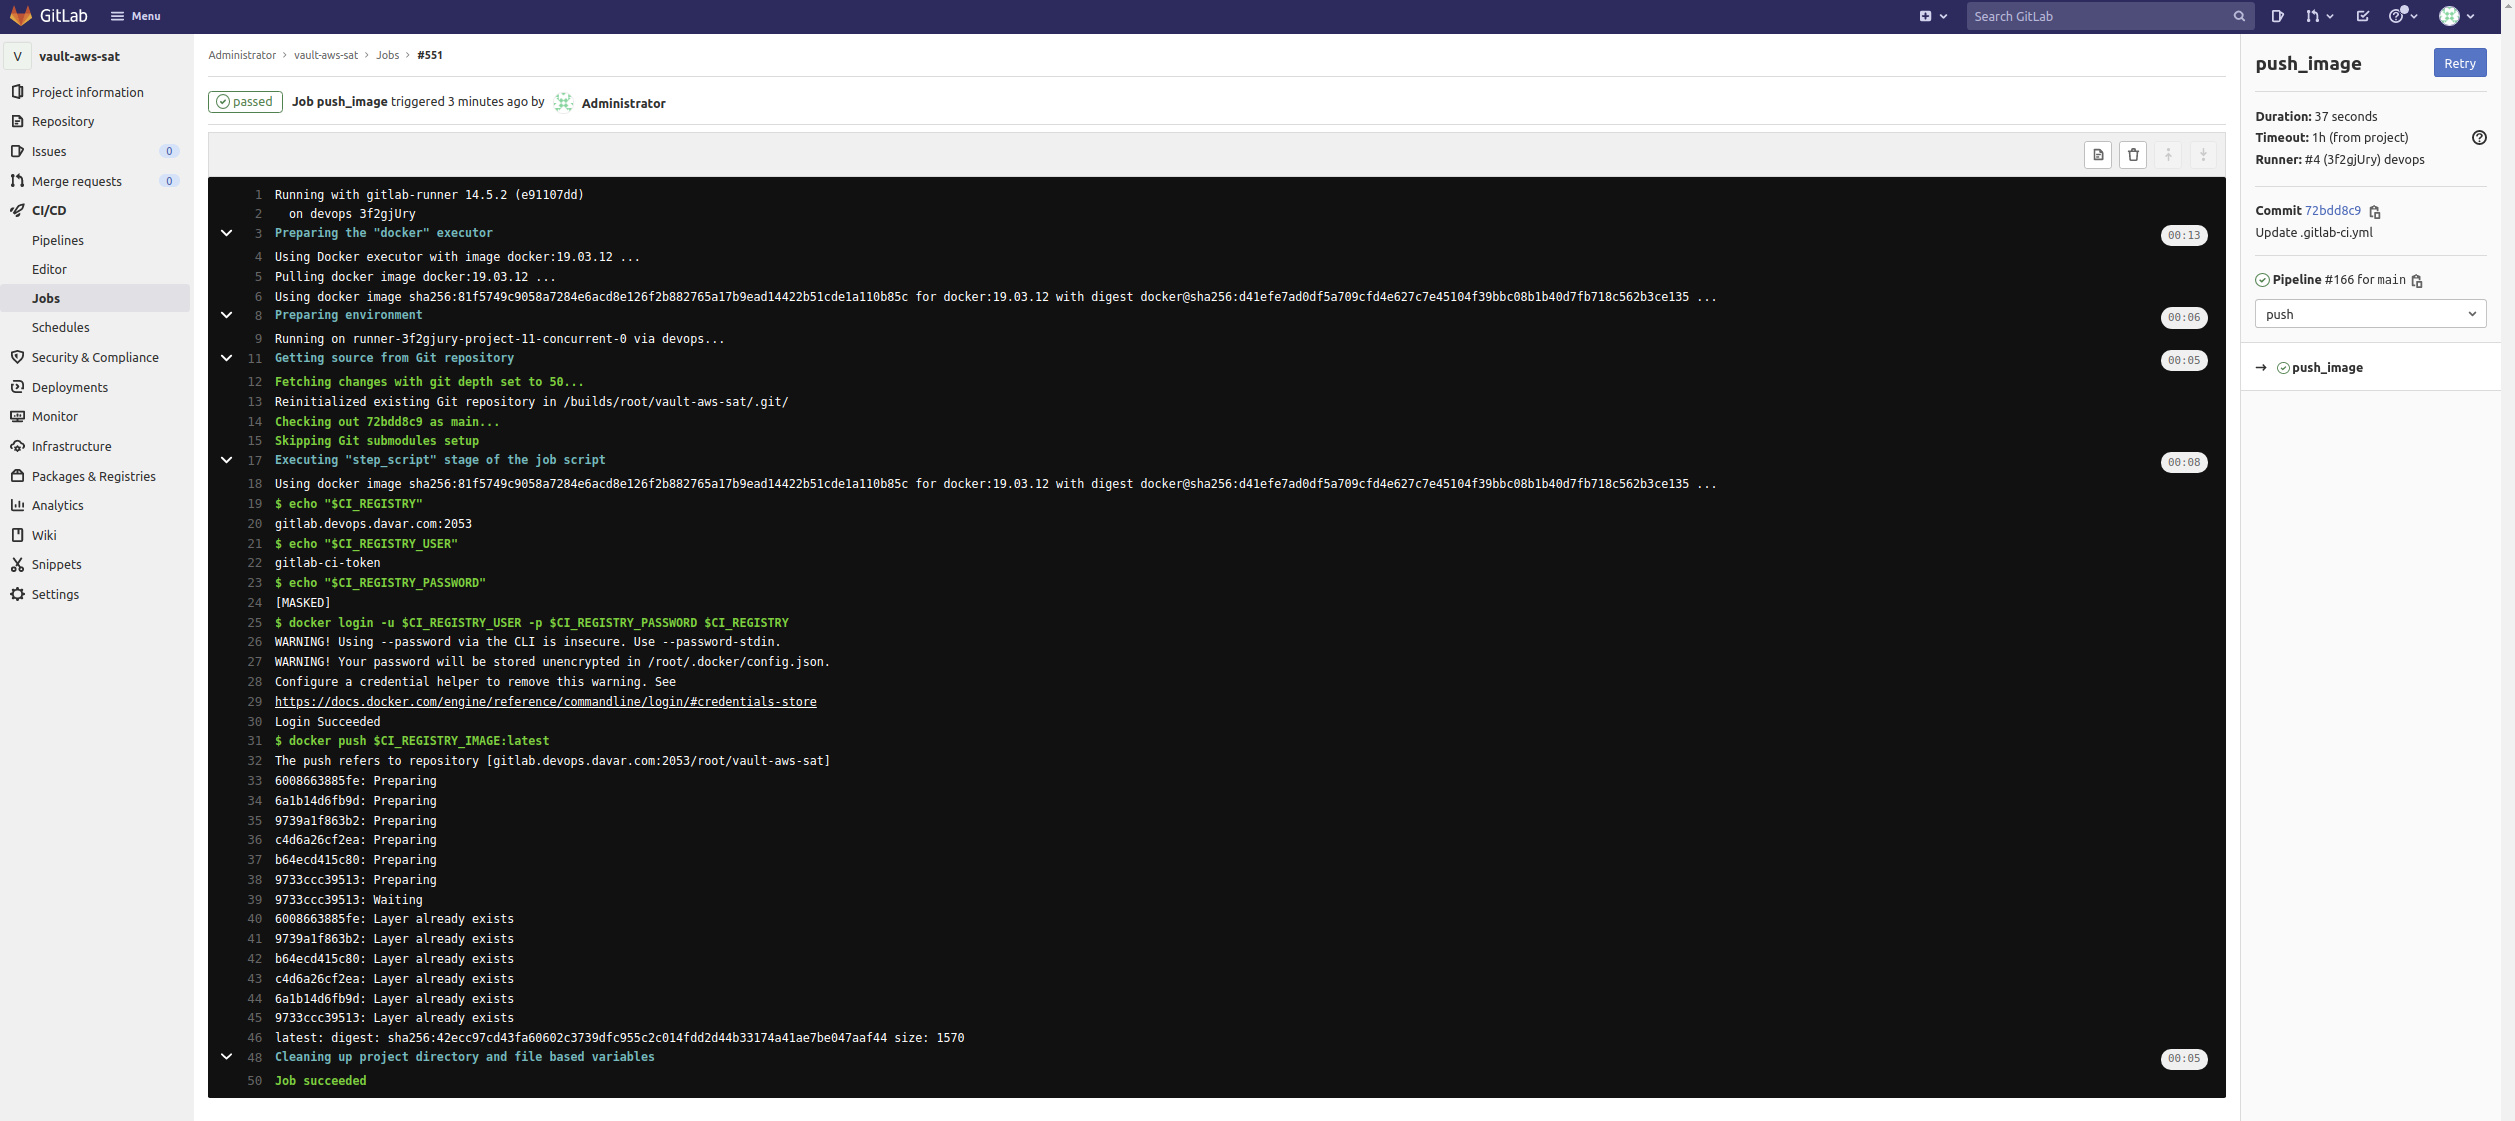 GitLab
Menu
Search GitLab
V vault-aws-sat
Project information
Repository
Issues 0
Merge requests 0
CI/CD
Pipelines
Editor
Jobs
Schedules
Security & Compliance
Deployments
Monitor
Infrastructure
Packages & Registries
Analytics
Wiki
Snippets
Settings
Administrator › vault-aws-sat › Jobs › #551
passed Job push_image triggered 3 minutes ago by Administrator
1 Running with gitlab-runner 14.5.2 (e91107dd)
2 on devops 3f2gjUry
3 Preparing the "docker" executor 00:13
4 Using Docker executor with image docker:19.03.12 ...
5 Pulling docker image docker:19.03.12 ...
6 Using docker image sha256:81f5749c9058a7284e6acd8e126f2b882765a17b9ead14422b51cde1a110b85c for docker:19.03.12 with digest docker@sha256:d41efe7ad0df5a709cfd4e627c7e45104f39bbc08b1b40d7fb718c562b3ce135 ...
8 Preparing environment 00:06
9 Running on runner-3f2gjury-project-11-concurrent-0 via devops...
11 Getting source from Git repository 00:05
12 Fetching changes with git depth set to 50...
13 Reinitialized existing Git repository in /builds/root/vault-aws-sat/.git/
14 Checking out 72bdd8c9 as main...
15 Skipping Git submodules setup
17 Executing "step_script" stage of the job script 00:08
18 Using docker image sha256:81f5749c9058a7284e6acd8e126f2b882765a17b9ead14422b51cde1a110b85c for docker:19.03.12 with digest docker@sha256:d41efe7ad0df5a709cfd4e627c7e45104f39bbc08b1b40d7fb718c562b3ce135 ...
19 $ echo "$CI_REGISTRY"
20 gitlab.devops.davar.com:2053
21 $ echo "$CI_REGISTRY_USER"
22 gitlab-ci-token
23 $ echo "$CI_REGISTRY_PASSWORD"
24 [MASKED]
25 $ docker login -u $CI_REGISTRY_USER -p $CI_REGISTRY_PASSWORD $CI_REGISTRY
26 WARNING! Using --password via the CLI is insecure. Use --password-stdin.
27 WARNING! Your password will be stored unencrypted in /root/.docker/config.json.
28 Configure a credential helper to remove this warning. See
29 https://docs.docker.com/engine/reference/commandline/login/#credentials-store
30 Login Succeeded
31 $ docker push $CI_REGISTRY_IMAGE:latest
32 The push refers to repository [gitlab.devops.davar.com:2053/root/vault-aws-sat]
33 6008663885fe: Preparing
34 6a1b14d6fb9d: Preparing
35 9739a1f863b2: Preparing
36 c4d6a26cf2ea: Preparing
37 b64ecd415c80: Preparing
38 9733ccc39513: Preparing
39 9733ccc39513: Waiting
40 6008663885fe: Layer already exists
41 9739a1f863b2: Layer already exists
42 b64ecd415c80: Layer already exists
43 c4d6a26cf2ea: Layer already exists
44 6a1b14d6fb9d: Layer already exists
45 9733ccc39513: Layer already exists
46 latest: digest: sha256:42ecc97cd43fa60602c3739dfc955c2c014fdd2d44b33174a41ae7be047aaf44 size: 1570
48 Cleaning up project directory and file based variables 00:05
50 Job succeeded
push_image Retry
Duration: 37 seconds
Timeout: 1h (from project)
Runner: #4 (3f2gjUry) devops
Commit 72bdd8c9
Update .gitlab-ci.yml
Pipeline #166 for main
push
→ push_image